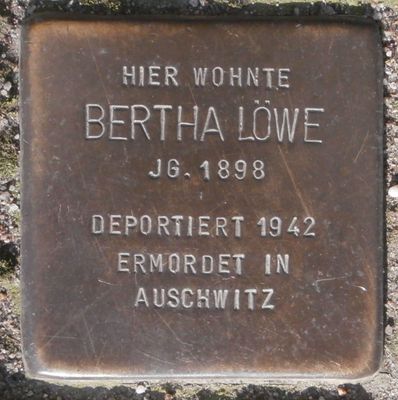 HIER WOHNTE
BERTHA LÖWE
JG. 1898
DEPORTIERT 1942
ERMORDET IN
AUSCHWITZ